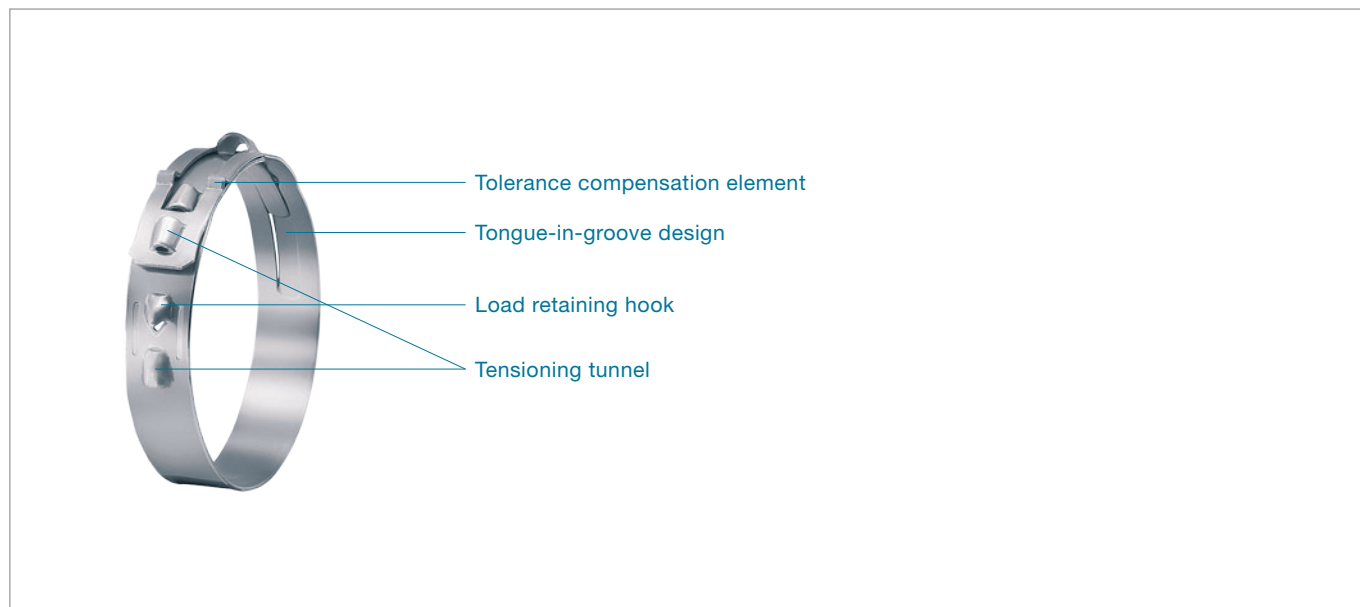 Tolerance compensation element
Tongue-in-groove design
Load retaining hook
Tensioning tunnel